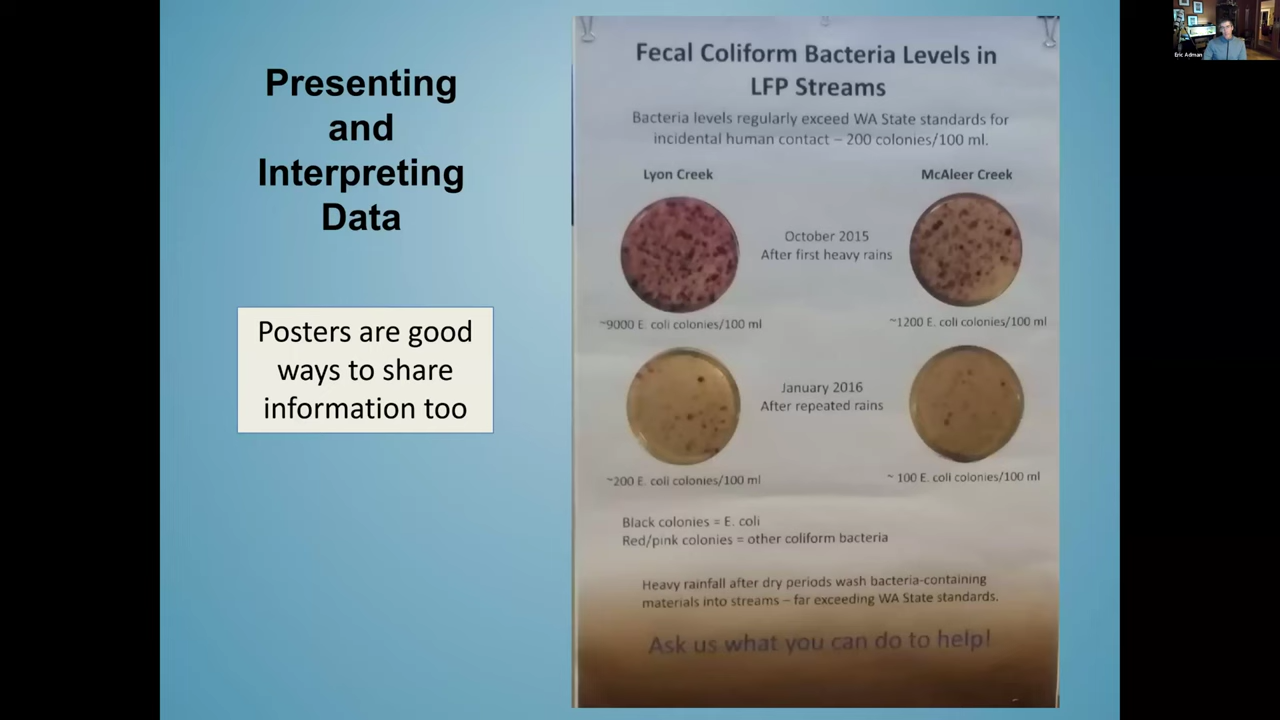 Presenting
and
Interpreting
Data
Posters are good
ways to share
information too
Fecal Coliform Bacteria Levels in
LFP Streams
Bacteria levels regularly exceed WA State standards for
incidental human contact – 200 colonies/100 ml.
Lyon Creek
McAleer Creek
October 2015
After first heavy rains
~9000 E. coli colonies/100 ml
~1200 E. coli colonies/100 ml
January 2016
After repeated rains
~200 E. coli colonies/100 ml
~ 100 E. coli colonies/100 ml
Black colonies = E. coli
Red/pink colonies = other coliform bacteria
Heavy rainfall after dry periods wash bacteria-containing
materials into streams – far exceeding WA State standards.
Ask us what you can do to help!
Eric Adman